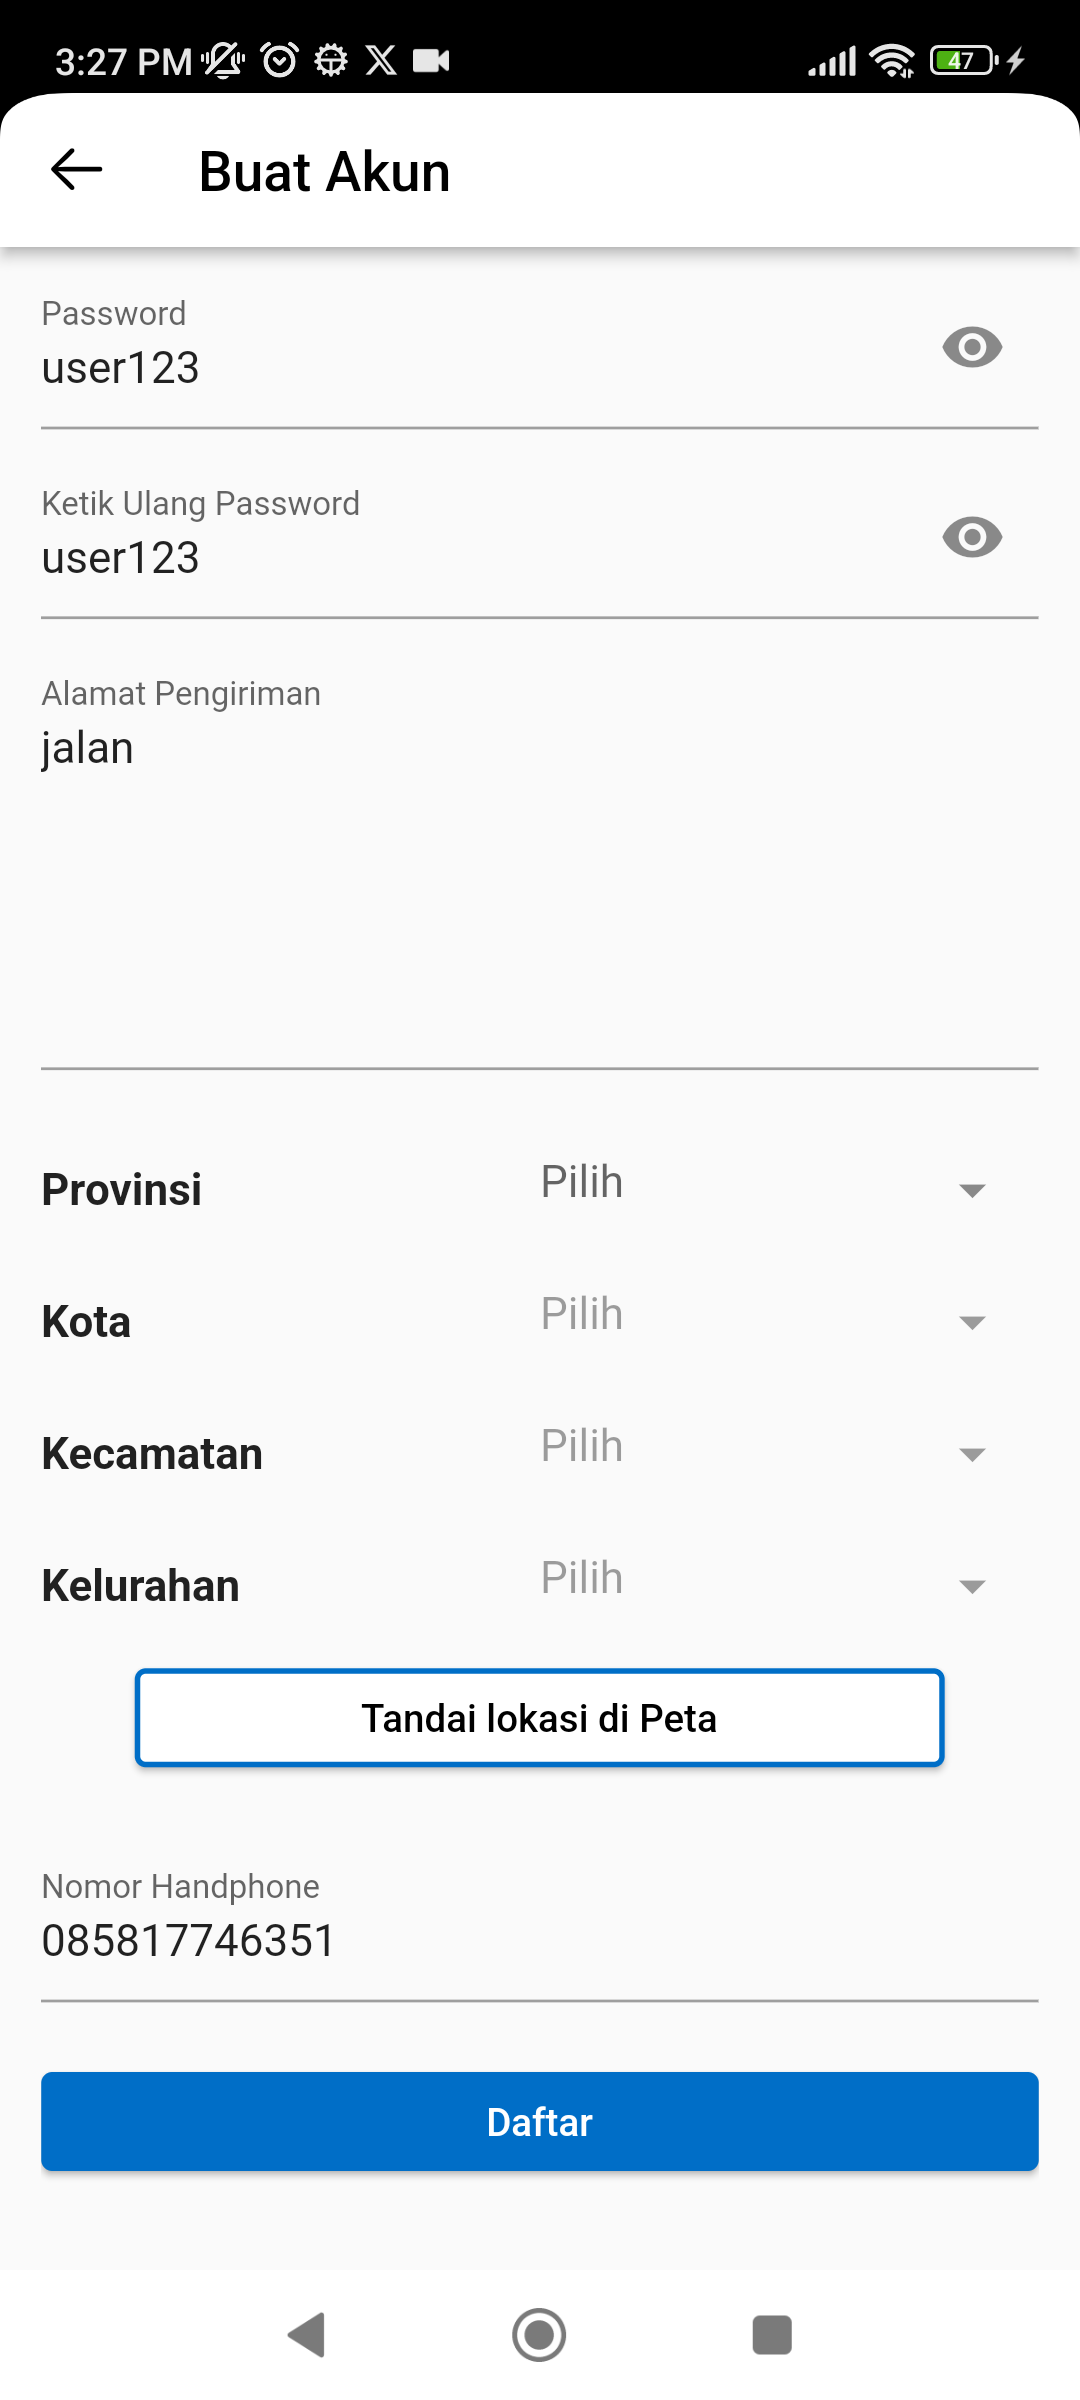 3:27 PM
47
Buat Akun
Password
user123
Ketik Ulang Password
user123
Alamat Pengiriman
jalan
Provinsi Pilih
Kota Pilih
Kecamatan Pilih
Kelurahan Pilih
Tandai lokasi di Peta
Nomor Handphone
085817746351
Daftar